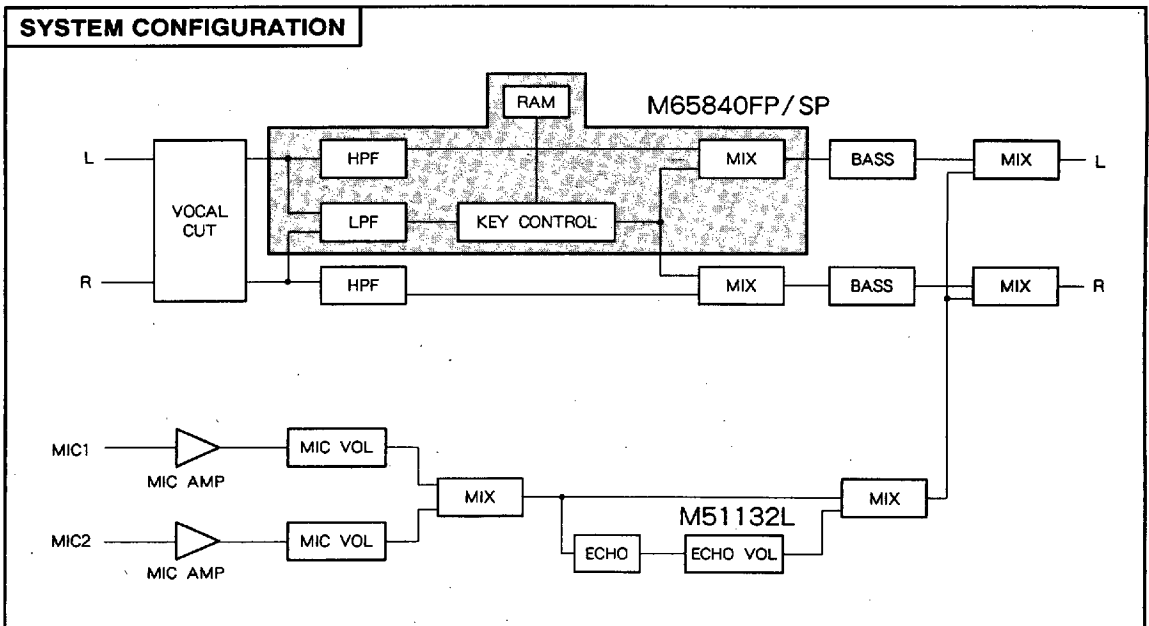 SYSTEM CONFIGURATION
RAM
M65840FP/SP
L
HPF
MIX
BASS
MIX
L
VOCAL
CUT
LPF
KEY CONTROL
R
HPF
MIX
BASS
MIX
R
MIC1
MIC AMP
MIC VOL
MIX
MIX
M51132L
MIC2
MIC AMP
MIC VOL
ECHO
ECHO VOL